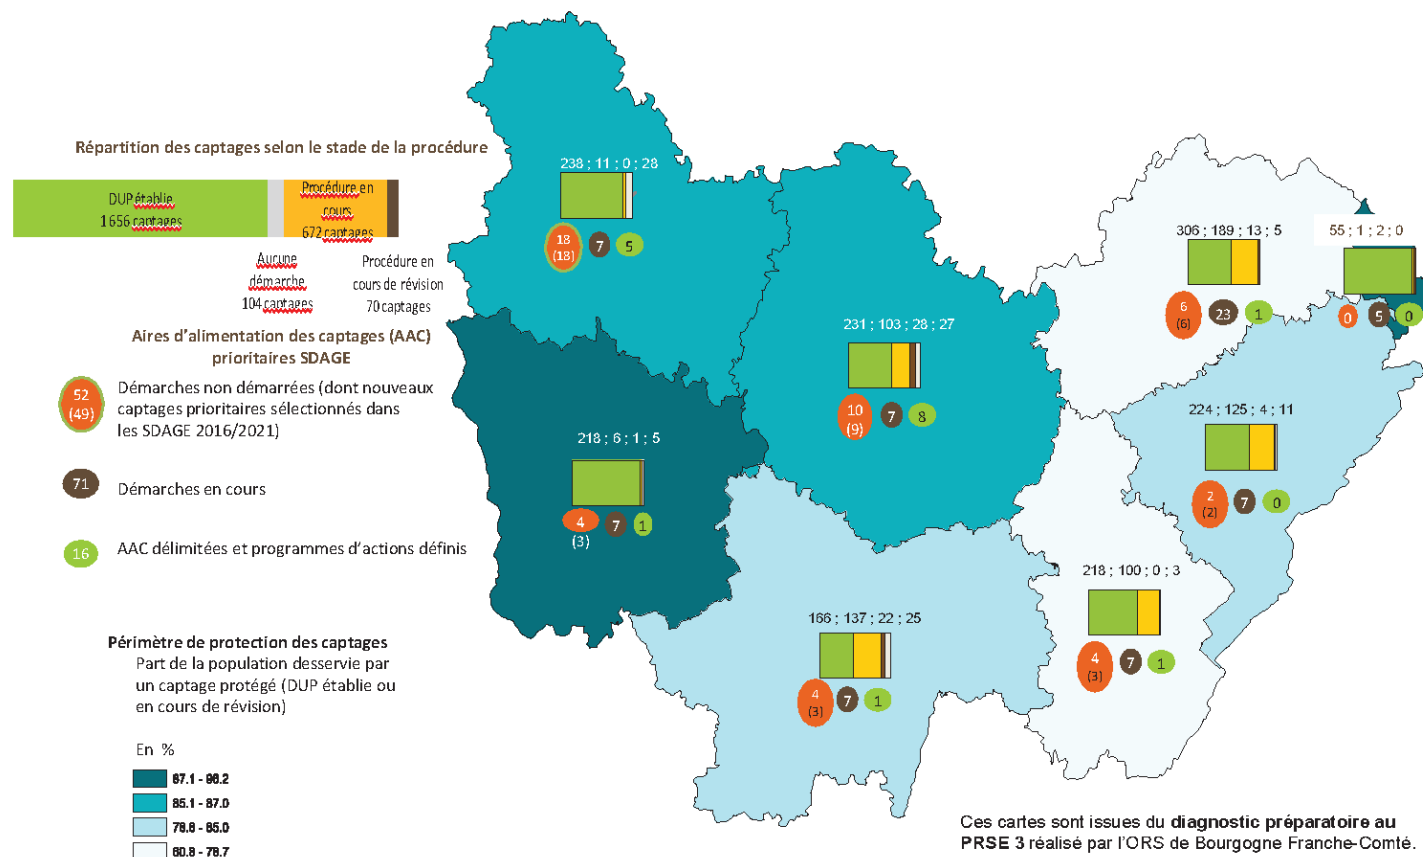 Répartition des captages selon le stade de la procédure
DUP établie
1 656 captages
Procédure en
cours
672 captages
Aucune
démarche
104 captages
Procédure en
cours de révision
70 captages
Aires d'alimentation des captages (AAC)
prioritaires SDAGE
52
(49)
Démarches non démarrées (dont nouveaux
captages prioritaires sélectionnés dans
les SDAGE 2016/2021)
71
Démarches en cours
16
AAC délimitées et programmes d'actions définis
Périmètre de protection des captages
Part de la population desservie par
un captage protégé (DUP établie ou
en cours de révision)
En %
85.1 - 87.0
238 ; 11 ; 0 ; 28
18
(18)
7
5
231 ; 103 ; 28 ; 27
10
(9)
7
8
306 ; 189 ; 13 ; 5
6
(6)
23
1
55 ; 1 ; 2 ; 0
0
5
0
224 ; 125 ; 4 ; 11
2
(2)
7
0
218 ; 6 ; 1 ; 5
4
(3)
7
1
218 ; 100 ; 0 ; 3
4
(3)
7
1
166 ; 137 ; 22 ; 25
4
(3)
7
1
Ces cartes sont issues du diagnostic préparatoire au
PRSE 3 réalisé par l'ORS de Bourgogne Franche-Comté.